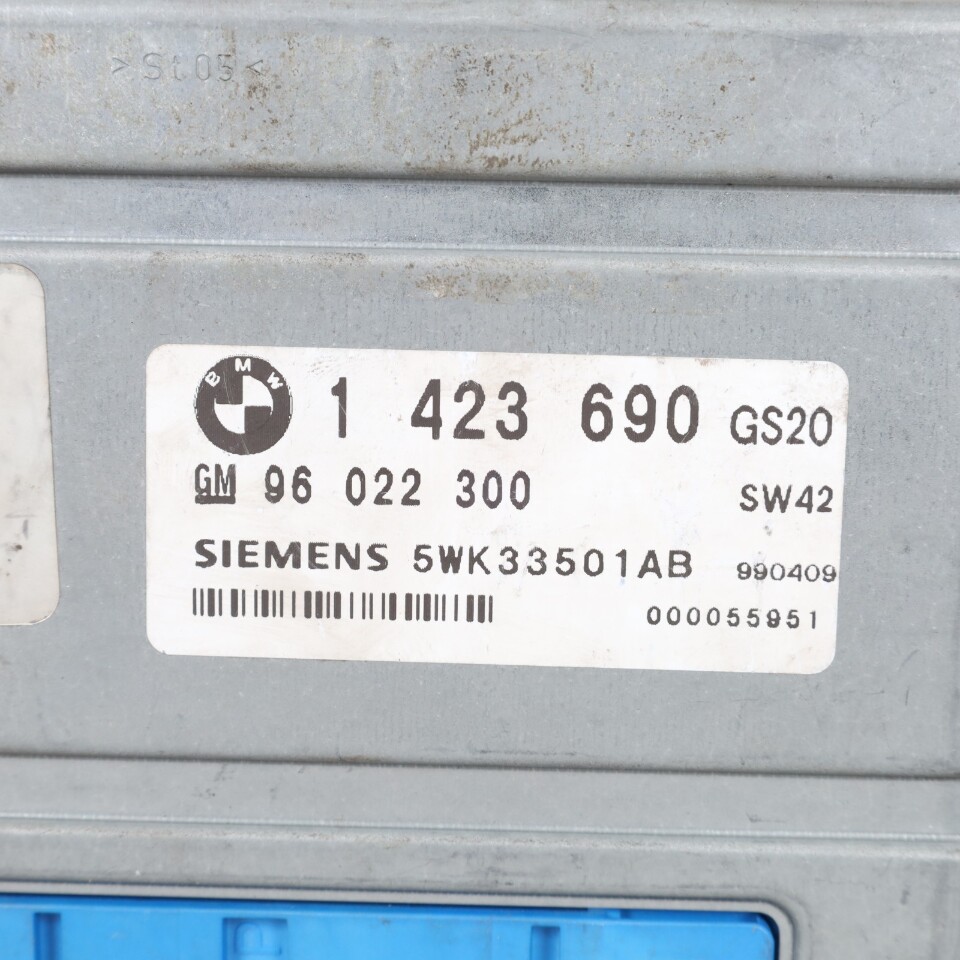 >St05<
BMW 1 423 690 GS20
GM 96 022 300 SW42
SIEMENS 5WK33501AB 990409
000055951